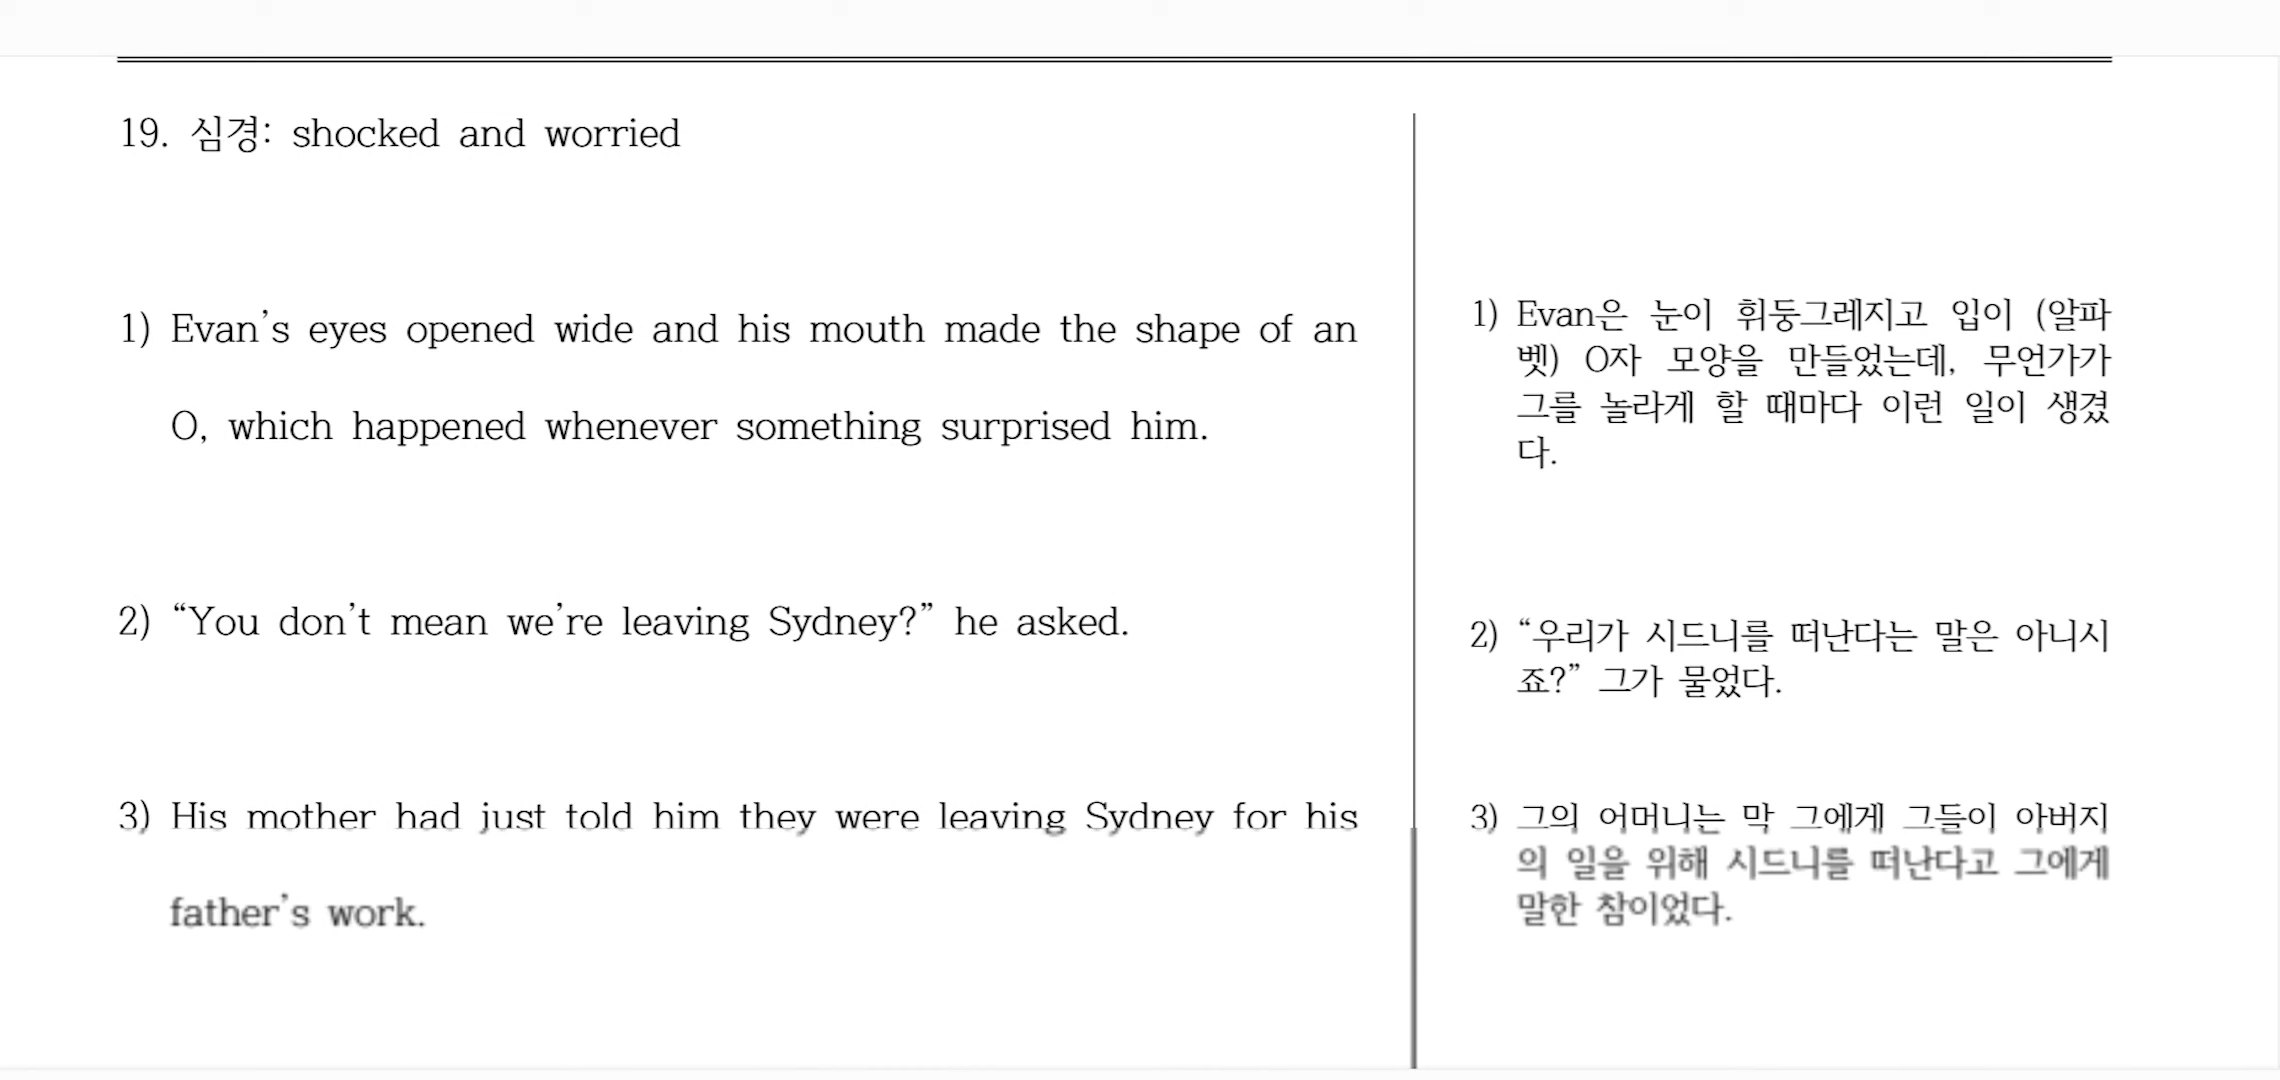 19. 심경: shocked and worried
1) Evan’s eyes opened wide and his mouth made the shape of an
O, which happened whenever something surprised him.
2) “You don’t mean we’re leaving Sydney?” he asked.
3) His mother had just told him they were leaving Sydney for his
father’s work.
1) Evan은 눈이 휘둥그레지고 입이 (알파
벳) O자 모양을 만들었는데, 무언가가
그를 놀라게 할 때마다 이런 일이 생겼
다.
2) “우리가 시드니를 떠난다는 말은 아니시
죠?” 그가 물었다.
3) 그의 어머니는 막 그에게 그들이 아버지
의 일을 위해 시드니를 떠난다고 그에게
말한 참이었다.